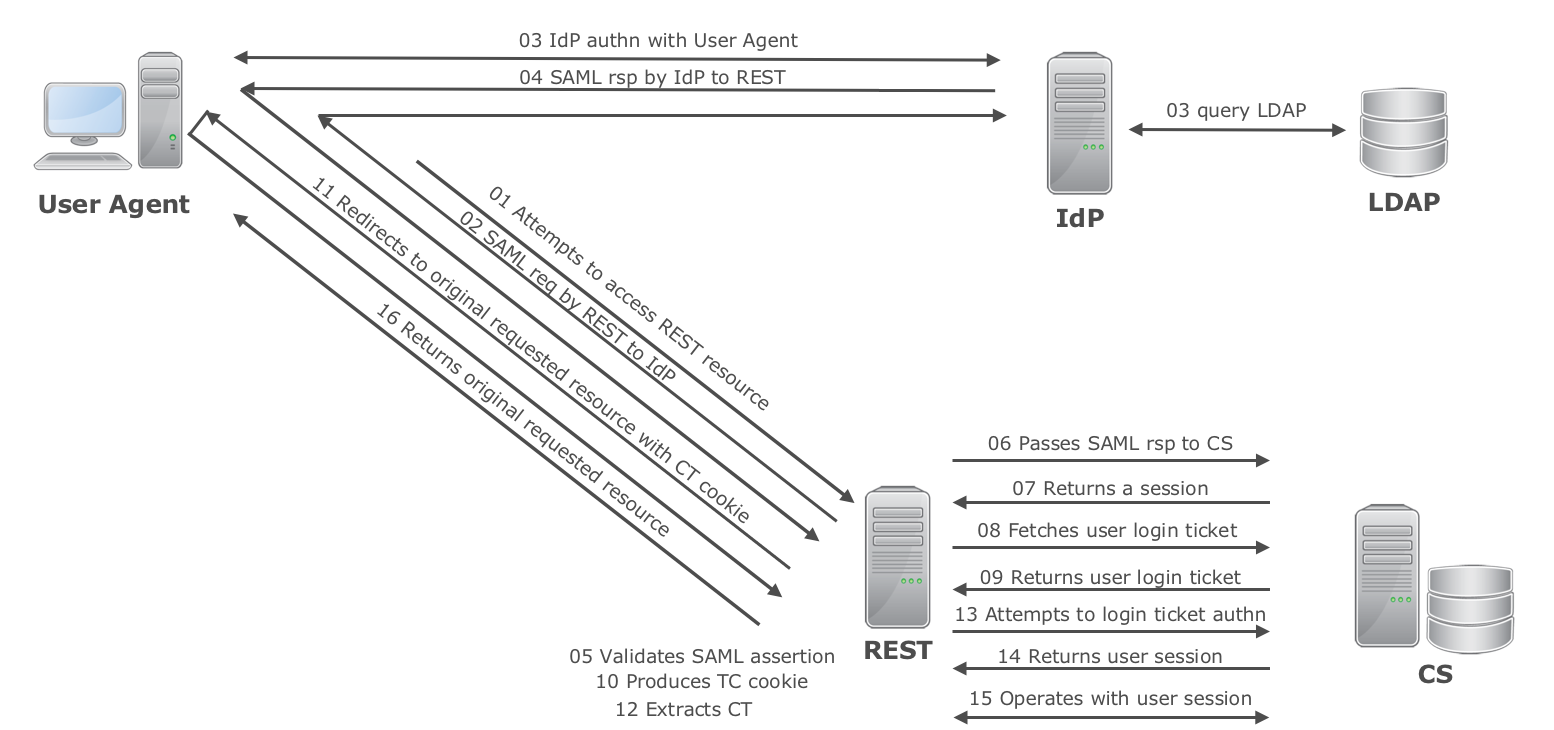 03 IdP authn with User Agent
04 SAML rsp by IdP to REST
03 query LDAP
User Agent
IdP
LDAP
01 Attempts to access REST resource
02 SAML req by REST to IdP
11 Redirects to original requested resource with CT cookie
16 Returns original requested resource
06 Passes SAML rsp to CS
07 Returns a session
08 Fetches user login ticket
09 Returns user login ticket
13 Attempts to login ticket authn
14 Returns user session
15 Operates with user session
REST
CS
05 Validates SAML assertion
10 Produces TC cookie
12 Extracts CT